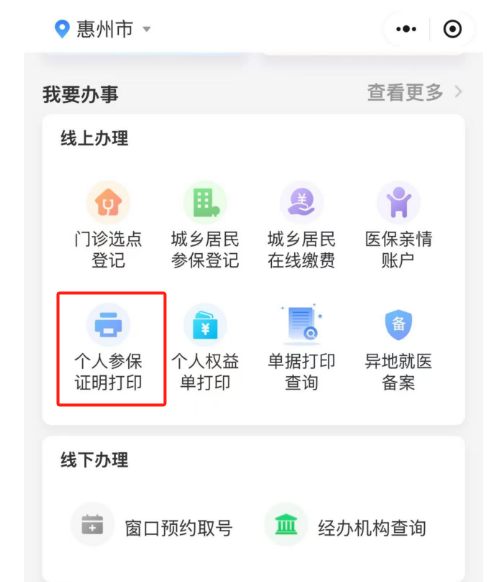 惠州市
我要办事 查看更多
线上办理
门诊选点 城乡居民 城乡居民 医保亲情
登记 参保登记 在线缴费 账户
个人参保 个人权益 单据打印 异地就医
证明打印 单打印 查询 备案
备
线下办理
窗口预约取号 经办机构查询